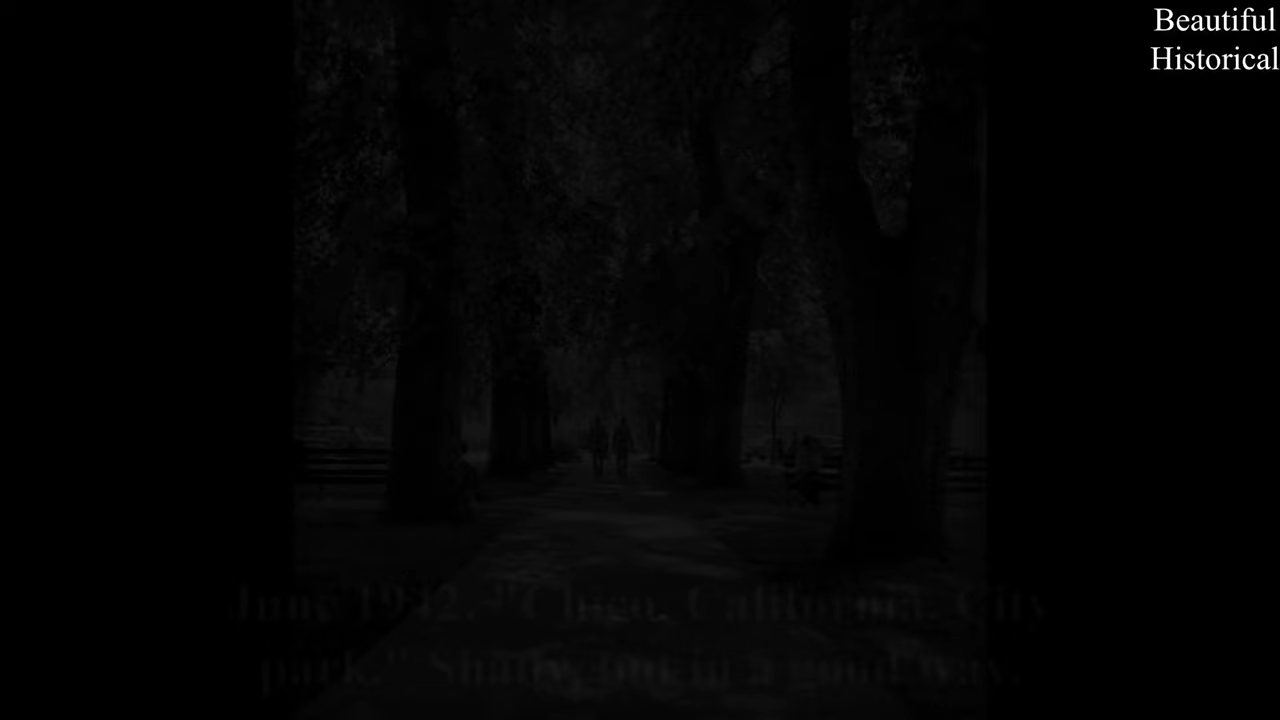 Beautiful
Historical
June 1942. "Chico, California. City
park." Shady, but in a good way.